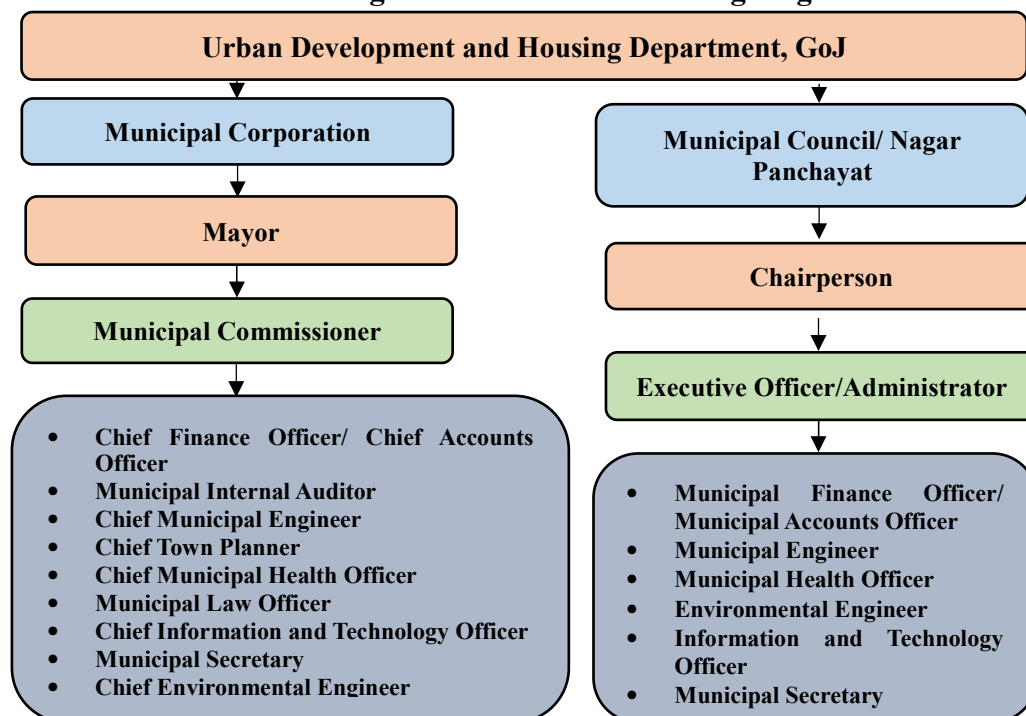 Urban Development and Housing Department, GoJ
Municipal Corporation
Mayor
Municipal Commissioner
• Chief Finance Officer/ Chief Accounts
Officer
• Municipal Internal Auditor
• Chief Municipal Engineer
• Chief Town Planner
• Chief Municipal Health Officer
• Municipal Law Officer
• Chief Information and Technology Officer
• Municipal Secretary
• Chief Environmental Engineer
Municipal Council/ Nagar
Panchayat
Chairperson
Executive Officer/Administrator
• Municipal Finance Officer/
Municipal Accounts Officer
• Municipal Engineer
• Municipal Health Officer
• Environmental Engineer
• Information and Technology
Officer
• Municipal Secretary